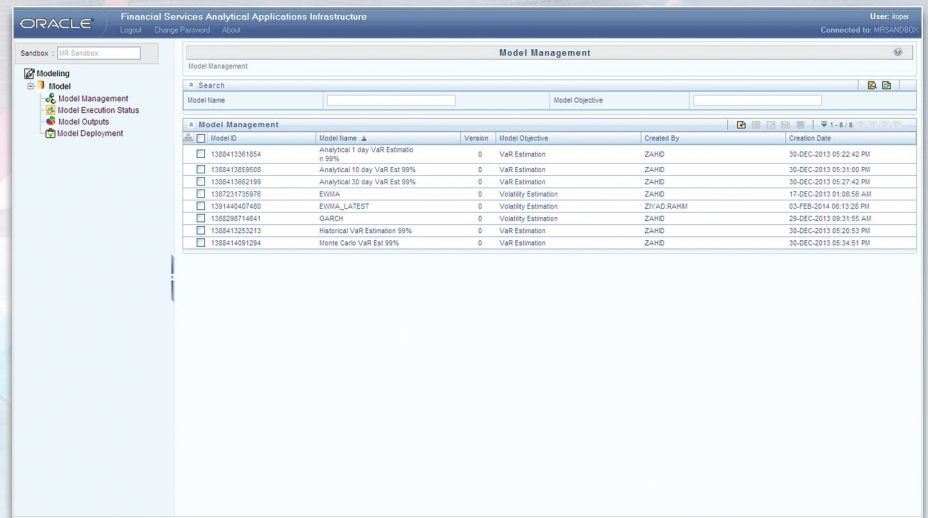 ORACLE
Financial Services Analytical Applications Infrastructure
User: iloper
Logout Change Password About
Connected to: MRSANDBOX
Sandbox : MR Sandbox
Modeling
Model
Model Management
Model Execution Status
Model Outputs
Model Deployment
Model Management
Model Management
Search
Model Name
Model Objective
Model Management
1 - 8 / 8
Model ID Model Name Version Model Objective Created By Creation Date
1388413361854 Analytical 1 day VaR Estimatio
n 99% 0 VaR Estimation ZAHID 30-DEC-2013 05:22:42 PM
1388413859508 Analytical 10 day VaR Est 99% 0 VaR Estimation ZAHID 30-DEC-2013 05:31:00 PM
1388413662199 Analytical 30 day VaR Est 99% 0 VaR Estimation ZAHID 30-DEC-2013 05:27:42 PM
1387231735976 EWMA 0 Volatility Estimation ZAHID 17-DEC-2013 01:08:56 AM
1391440407480 EWMA_LATEST 0 Volatility Estimation ZIYAD.RAHIM 03-FEB-2014 06:13:28 PM
1388298714641 GARCH 0 Volatility Estimation ZAHID 29-DEC-2013 09:31:55 AM
1388413253213 Historical VaR Estimation 99% 0 VaR Estimation ZAHID 30-DEC-2013 05:20:53 PM
1388414091294 Monte Carlo VaR Est 99% 0 VaR Estimation ZAHID 30-DEC-2013 05:34:51 PM